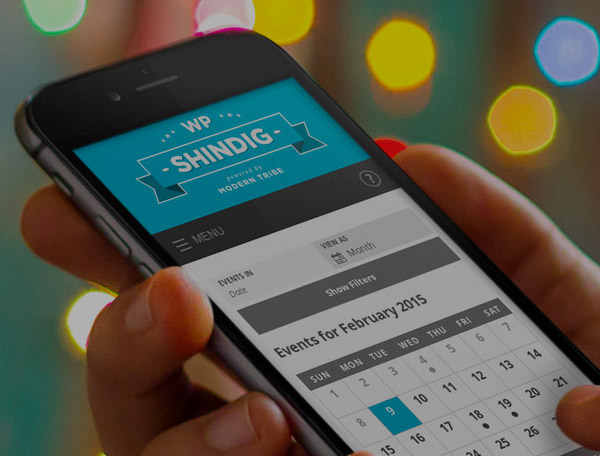 WP
- SHINDIG -
powered by
MODERN TRIBE
?
MENU
EVENTS IN
Date
VIEW AS
Month
Show Filters
Events for February 2015
SUN MON TUE WED THU FRI SAT
1 2 3 4 5 6 7
8 9 10 11 12 13 14
15 16 17 18 19 20 21
24 25 26